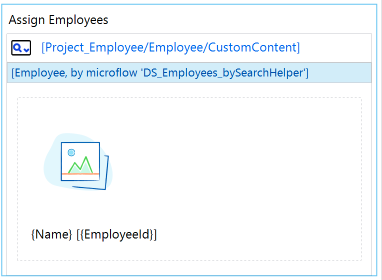 Assign Employees
[Project_Employee/Employee/CustomContent]
[Employee, by microflow 'DS_Employees_bySearchHelper']
{Name} [{EmployeeId}]